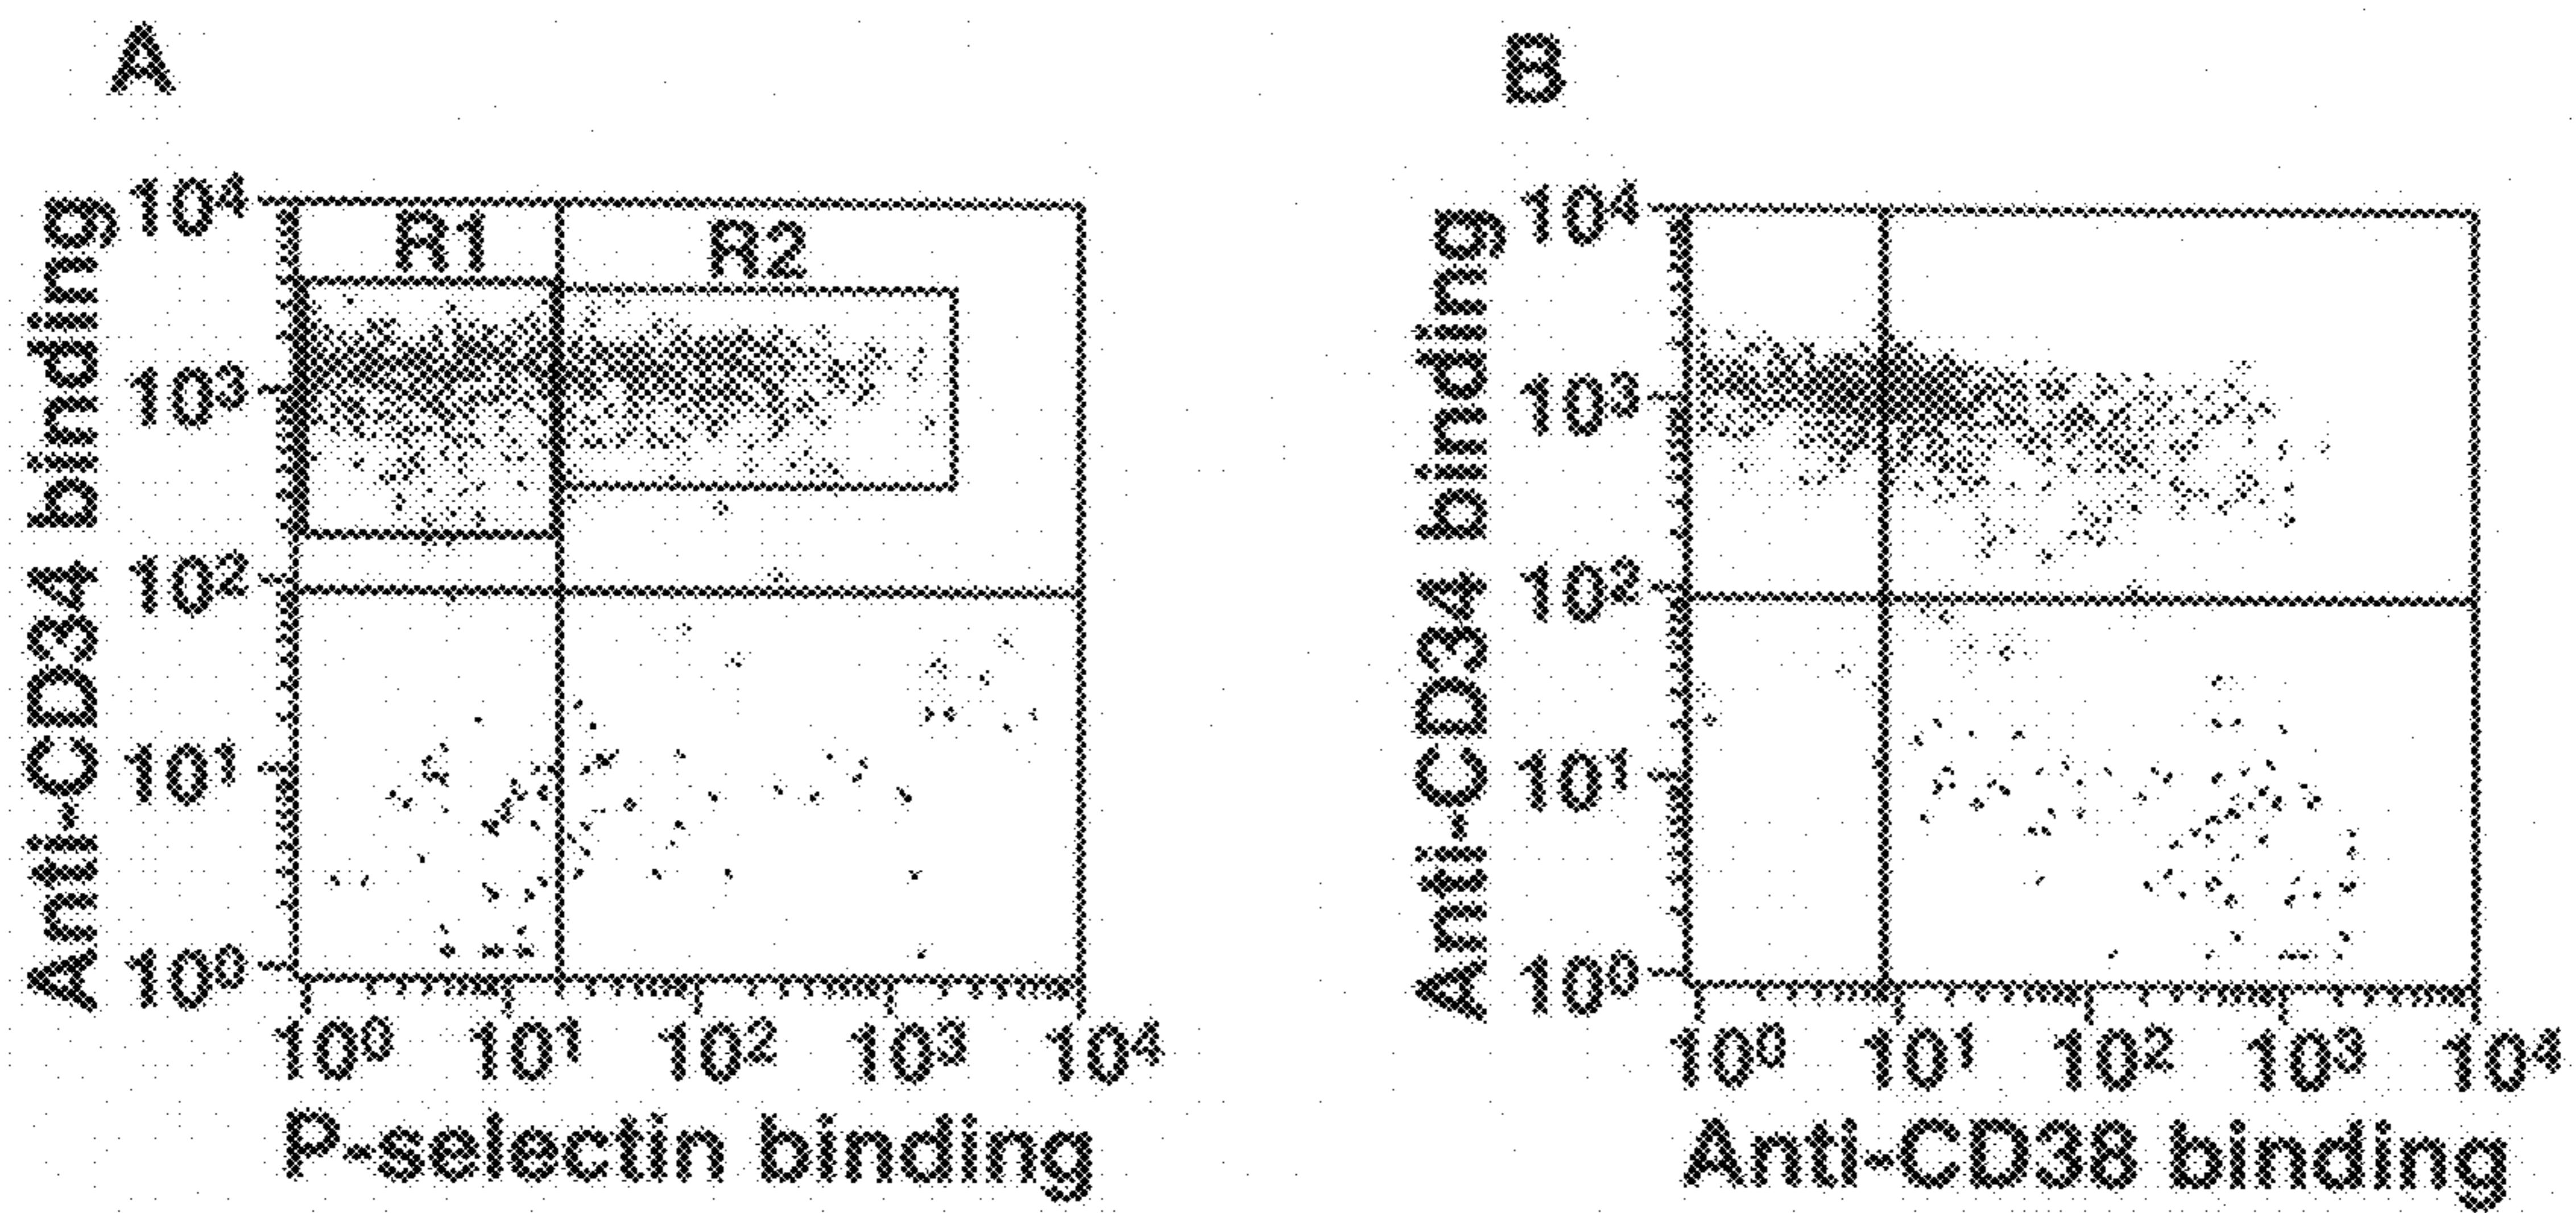 A
Anti-CD34 binding
10⁴
10³
10²
10¹
10⁰
R1
R2
10⁰ 10¹ 10² 10³ 10⁴
P-selectin binding
B
Anti-CD34 binding
10⁴
10³
10²
10¹
10⁰
10⁰ 10¹ 10² 10³ 10⁴
Anti-CD38 binding